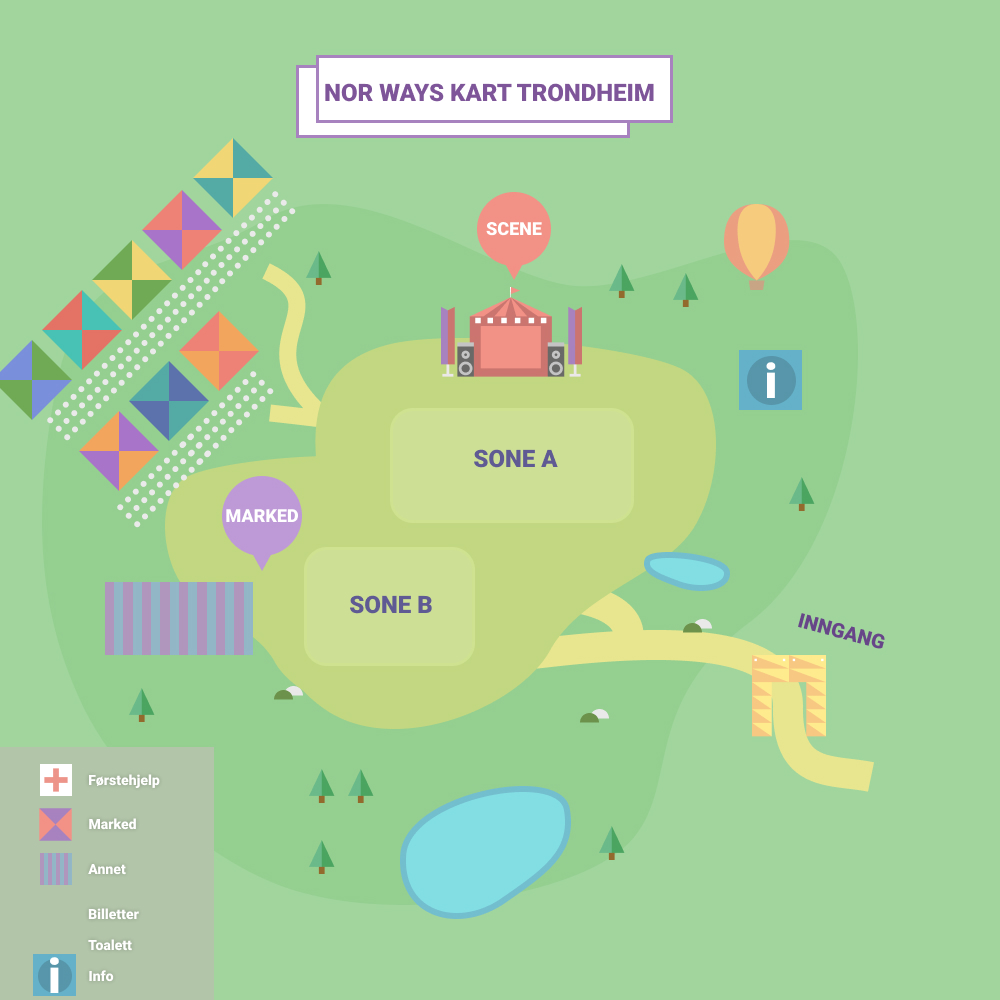 NOR WAYS KART TRONDHEIM
SCENE
SONE A
MARKED
SONE B
INNGANG
Førstehjelp
Marked
Annet
Billetter
Toalett
Info